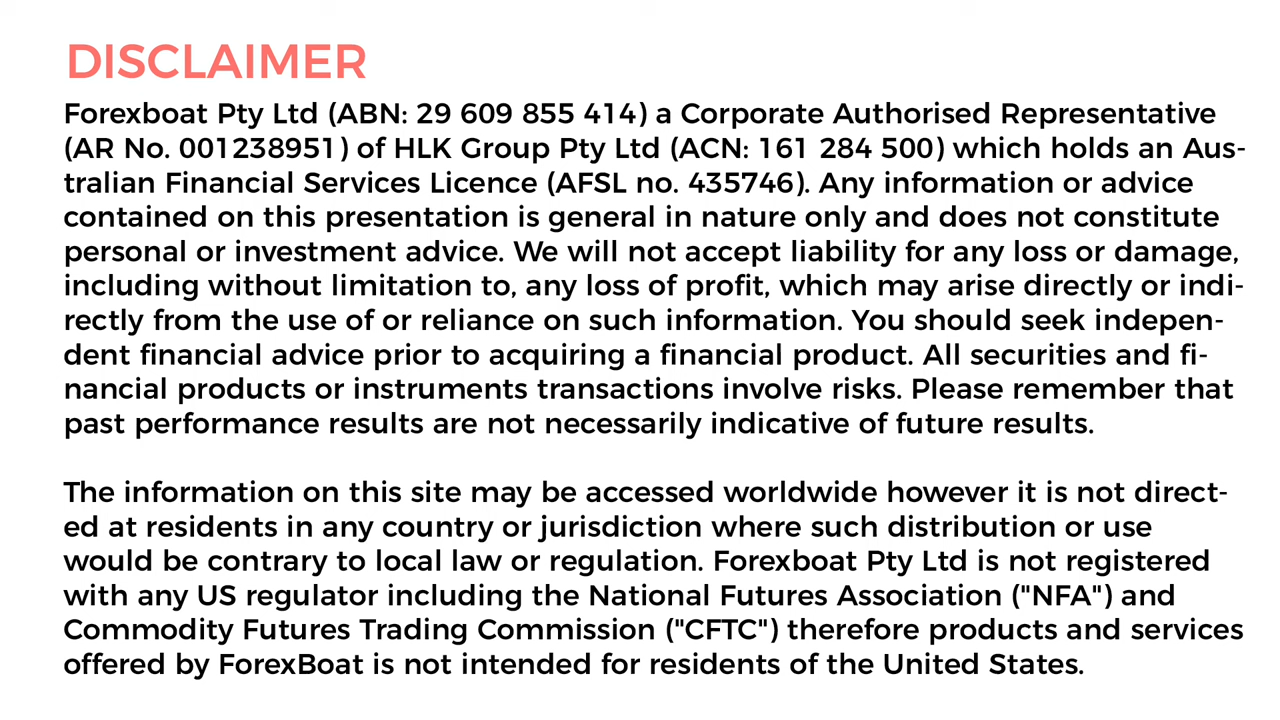 DISCLAIMER
Forexboat Pty Ltd (ABN: 29 609 855 414) a Corporate Authorised Representative
(AR No. 001238951) of HLK Group Pty Ltd (ACN: 161 284 500) which holds an Aus-
tralian Financial Services Licence (AFSL no. 435746). Any information or advice
contained on this presentation is general in nature only and does not constitute
personal or investment advice. We will not accept liability for any loss or damage,
including without limitation to, any loss of profit, which may arise directly or indi-
rectly from the use of or reliance on such information. You should seek indepen-
dent financial advice prior to acquiring a financial product. All securities and fi-
nancial products or instruments transactions involve risks. Please remember that
past performance results are not necessarily indicative of future results.
The information on this site may be accessed worldwide however it is not direct-
ed at residents in any country or jurisdiction where such distribution or use
would be contrary to local law or regulation. Forexboat Pty Ltd is not registered
with any US regulator including the National Futures Association ("NFA") and
Commodity Futures Trading Commission ("CFTC") therefore products and services
offered by ForexBoat is not intended for residents of the United States.